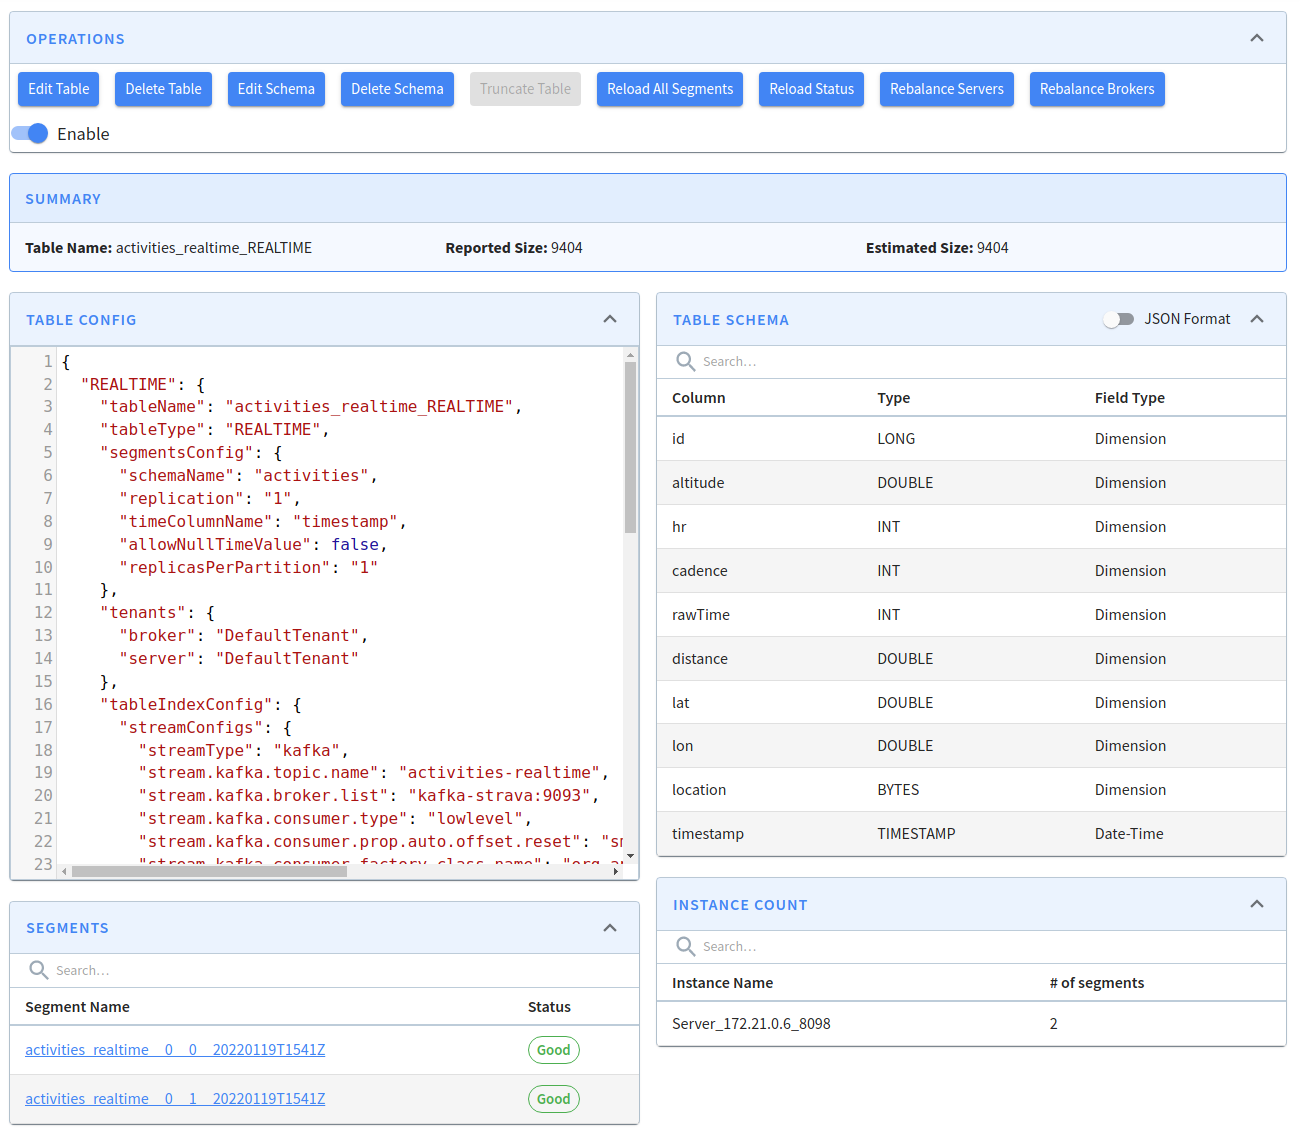 OPERATIONS
Edit Table Delete Table Edit Schema Delete Schema Truncate Table Reload All Segments Reload Status Rebalance Servers Rebalance Brokers
Enable
SUMMARY
Table Name: activities_realtime_REALTIME Reported Size: 9404 Estimated Size: 9404
TABLE CONFIG
1 {
2 "REALTIME": {
3 "tableName": "activities_realtime_REALTIME",
4 "tableType": "REALTIME",
5 "segmentsConfig": {
6 "schemaName": "activities",
7 "replication": "1",
8 "timeColumnName": "timestamp",
9 "allowNullTimeValue": false,
10 "replicasPerPartition": "1"
11 },
12 "tenants": {
13 "broker": "DefaultTenant",
14 "server": "DefaultTenant"
15 },
16 "tableIndexConfig": {
17 "streamConfigs": {
18 "streamType": "kafka",
19 "stream.kafka.topic.name": "activities-realtime",
20 "stream.kafka.broker.list": "kafka-strava:9093",
21 "stream.kafka.consumer.type": "lowlevel",
22 "stream.kafka.consumer.prop.auto.offset.reset": "sm
23 "stream.kafka.consumer.factory.class.name": "org.a
TABLE SCHEMA JSON Format
Search…
Column Type Field Type
id LONG Dimension
altitude DOUBLE Dimension
hr INT Dimension
cadence INT Dimension
rawTime INT Dimension
distance DOUBLE Dimension
lat DOUBLE Dimension
lon DOUBLE Dimension
location BYTES Dimension
timestamp TIMESTAMP Date-Time
SEGMENTS
Search…
Segment Name Status
activities_realtime__0__0__20220119T1541Z Good
activities_realtime__0__1__20220119T1541Z Good
INSTANCE COUNT
Search…
Instance Name # of segments
Server_172.21.0.6_8098 2